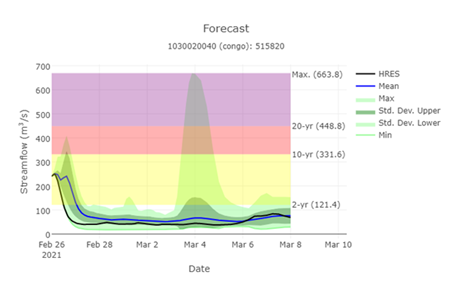 Forecast
1030020040 (congo): 515820
700
600
500
400
300
200
100
0
Streamflow (m³/s)
Max. (663.8)
20-yr (448.8)
10-yr (331.6)
2-yr (121.4)
HRES
Mean
Max
Std. Dev. Upper
Std. Dev. Lower
Min
Feb 26
2021
Feb 28
Mar 2
Mar 4
Mar 6
Mar 8
Mar 10
Date